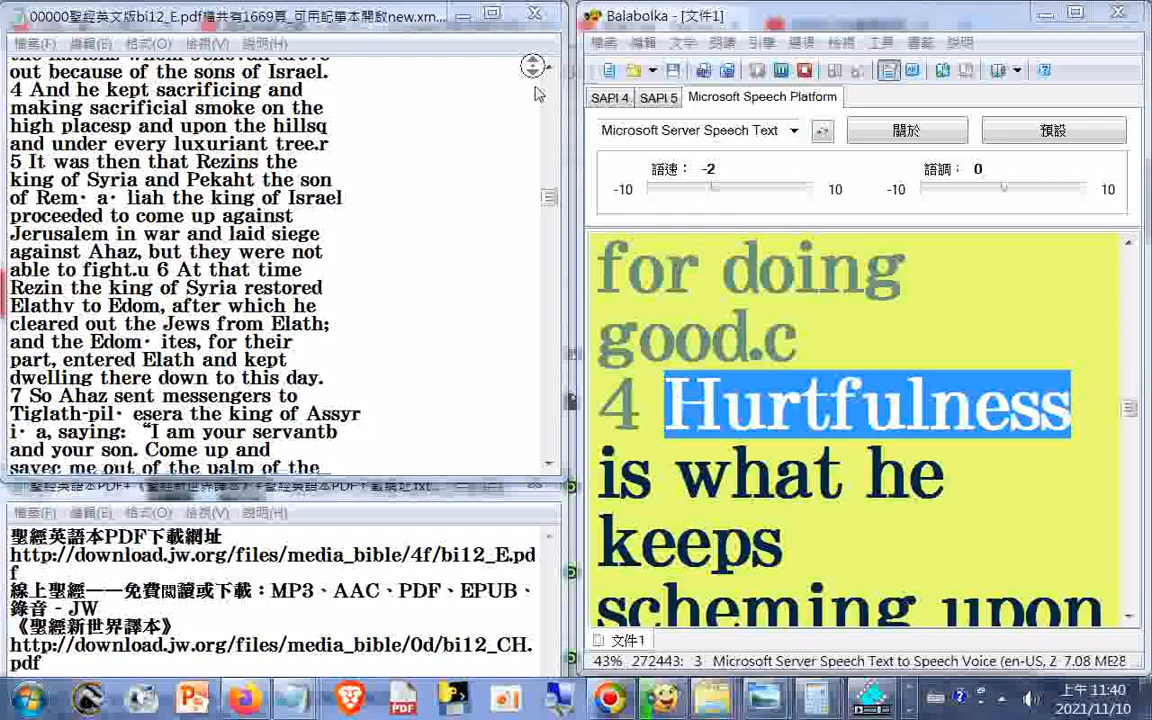 00000聖經英文版bi12_E.pdf檔共有1669頁_可用記事本開啟new.xm...
檔案(F) 編輯(E) 格式(O) 檢視(V) 說明(H)
out because of the sons of Israel.
4 And he kept sacrificing and
making sacrificial smoke on the
high placesp and upon the hillsq
and under every luxuriant tree.r
5 It was then that Rezins the
king of Syria and Pekaht the son
of Rem· a· liah the king of Israel
proceeded to come up against
Jerusalem in war and laid siege
against Ahaz, but they were not
able to fight.u 6 At that time
Rezin the king of Syria restored
Elathv to Edom, after which he
cleared out the Jews from Elath;
and the Edom· ites, for their
part, entered Elath and kept
dwelling there down to this day.
7 So Ahaz sent messengers to
Tiglath-pil· esera the king of Assyr
i· a, saying: “I am your servantb
and your son. Come up and
savec me out of the palm of the
檔案(F) 編輯(E) 格式(O) 檢視(V) 說明(H)
聖經英語本PDF下載網址
http://download.jw.org/files/media_bible/4f/bi12_E.pd
f
線上聖經——免費閱讀或下載：MP3、AAC、PDF、EPUB、
錄音 - JW
《聖經新世界譯本》
http://download.jw.org/files/media_bible/0d/bi12_CH.
pdf
Balabolka - [文件1]
檔案 編輯 文字 朗讀 引擎 選項 檢視 工具 書籤 說明
SAPI 4 SAPI 5 Microsoft Speech Platform
Microsoft Server Speech Text 關於 預設
語速： -2 語調： 0
-10 10 -10 10
for doing
good.c
4 Hurtfulness
is what he
keeps
scheming upon
文件1
43% 272443: 3 Microsoft Server Speech Text to Speech Voice (en-US, Z 7.08 ME28
上午 11:40
2021/11/10